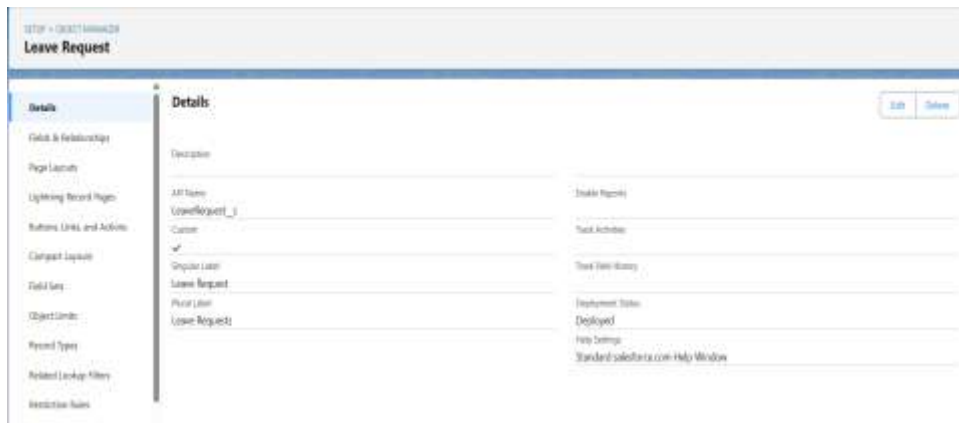 SETUP > OBJECT MANAGER
Leave Request
Details
Fields & Relationships
Page Layouts
Lightning Record Pages
Buttons, Links, and Actions
Compact Layouts
Field Sets
Object Limits
Record Types
Related Lookup Filters
Restriction Rules
Details
Edit
Delete
Description
API Name
LeaveRequest__c
Custom
Singular Label
Leave Request
Plural Label
Leave Requests
Enable Reports
Track Activities
Track Field History
Deployment Status
Deployed
Help Settings
Standard salesforce.com Help Window